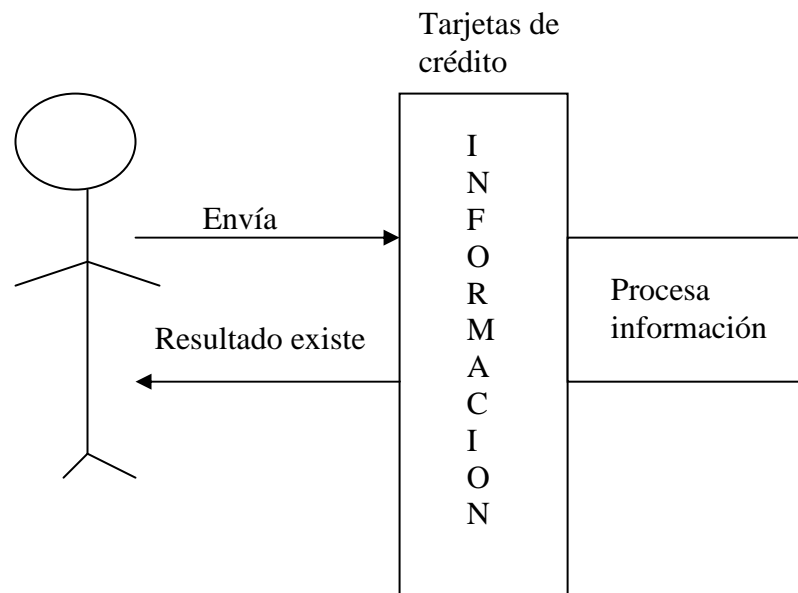 Tarjetas de
crédito
I
N
F
O
R
M
A
C
I
O
N
Envía
Resultado existe
Procesa
información